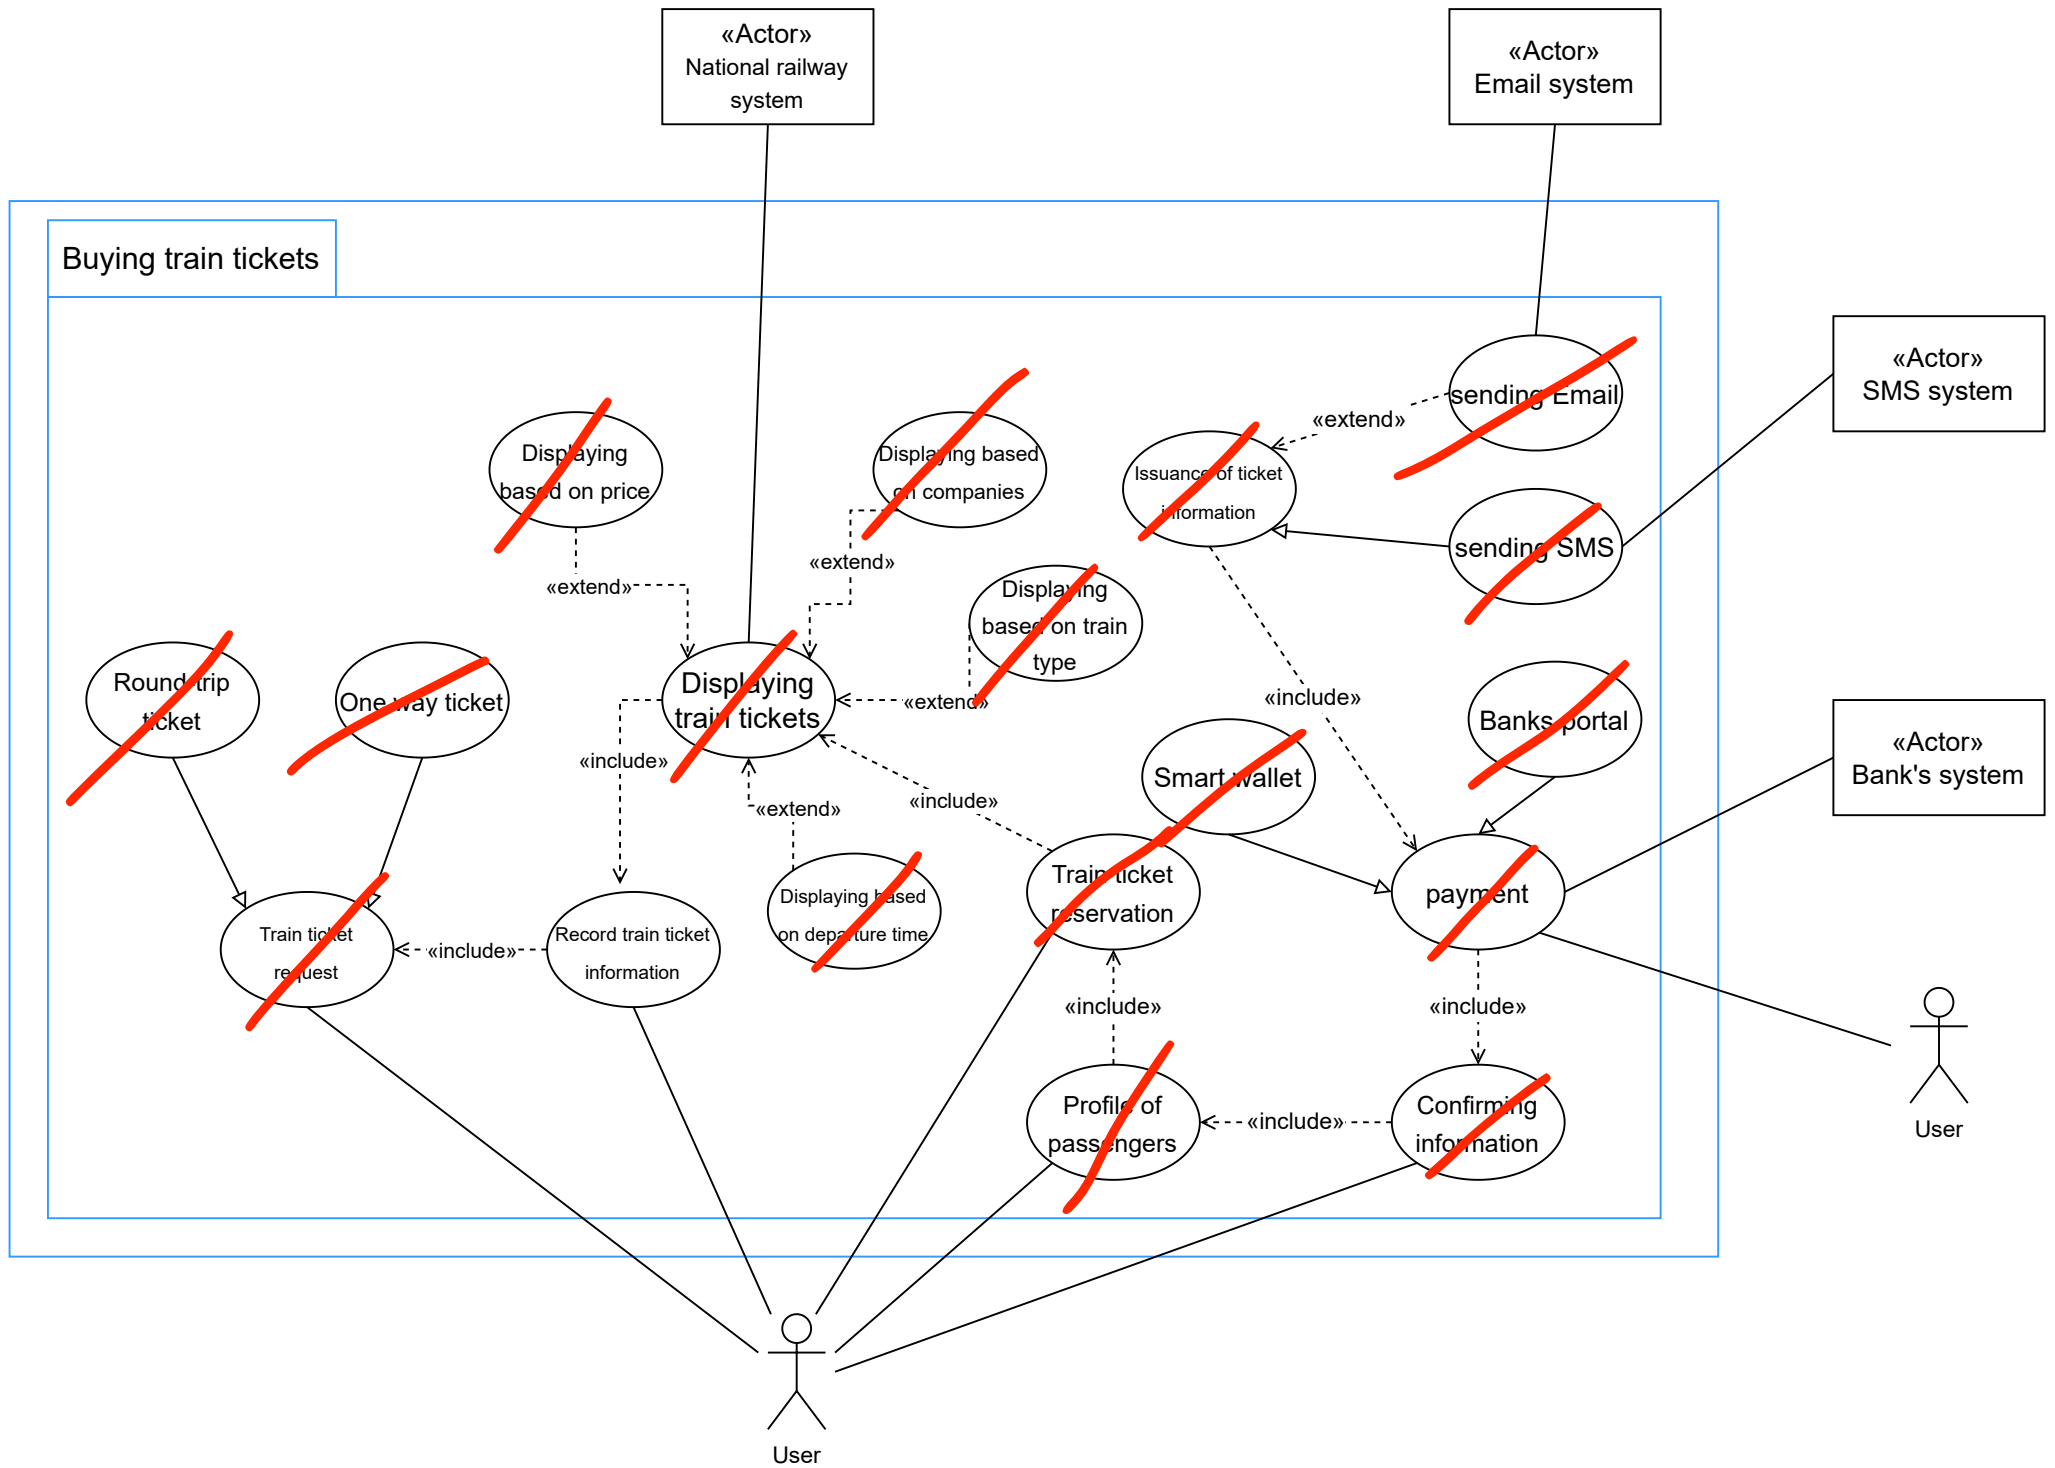 «Actor»
National railway
system
«Actor»
Email system
Buying train tickets
«Actor»
SMS system
sending Email
«extend»
Displaying
based on price
Displaying based
on companies
Issuance of ticket
information
sending SMS
«extend»
«extend»
Displaying
based on train
type
Round-trip
ticket
One way ticket
Displaying
train tickets
«extend»
«include»
Banks portal
«Actor»
Bank's system
«include»
Smart wallet
«include»
«extend»
Train ticket
reservation
payment
Displaying based
on departure time
Train ticket
request
«include»
Record train ticket
information
«include»
«include»
Profile of
passengers
«include»
Confirming
information
User
User